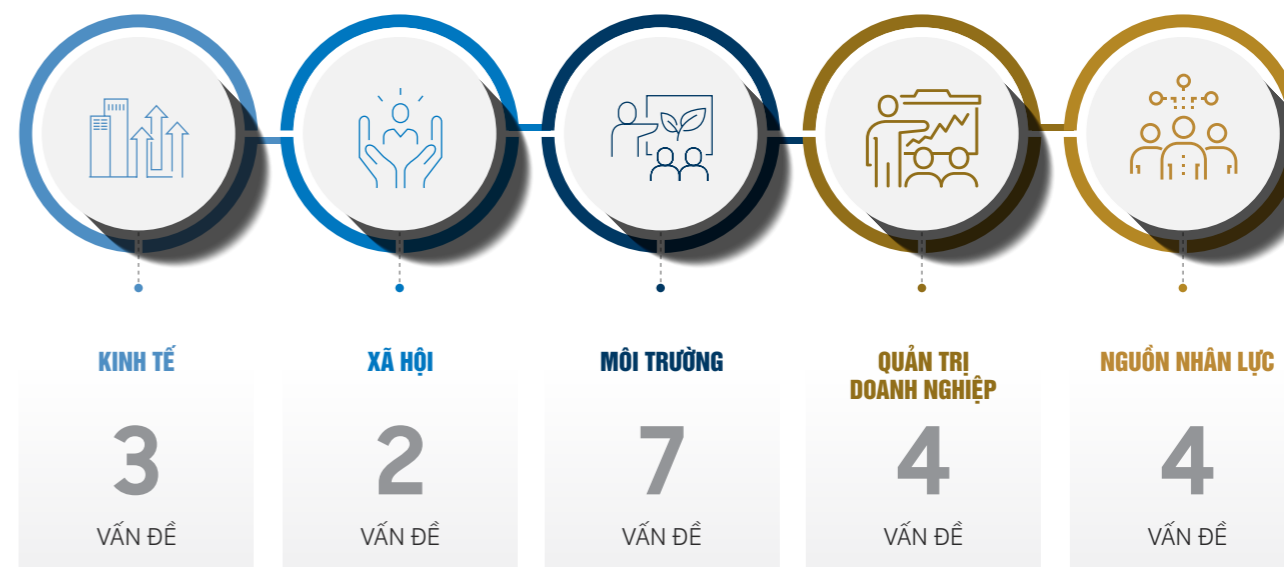 KINH TẾ
3
VẤN ĐỀ
XÃ HỘI
2
VẤN ĐỀ
MÔI TRƯỜNG
7
VẤN ĐỀ
QUẢN TRỊ
DOANH NGHIỆP
4
VẤN ĐỀ
NGUỒN NHÂN LỰC
4
VẤN ĐỀ